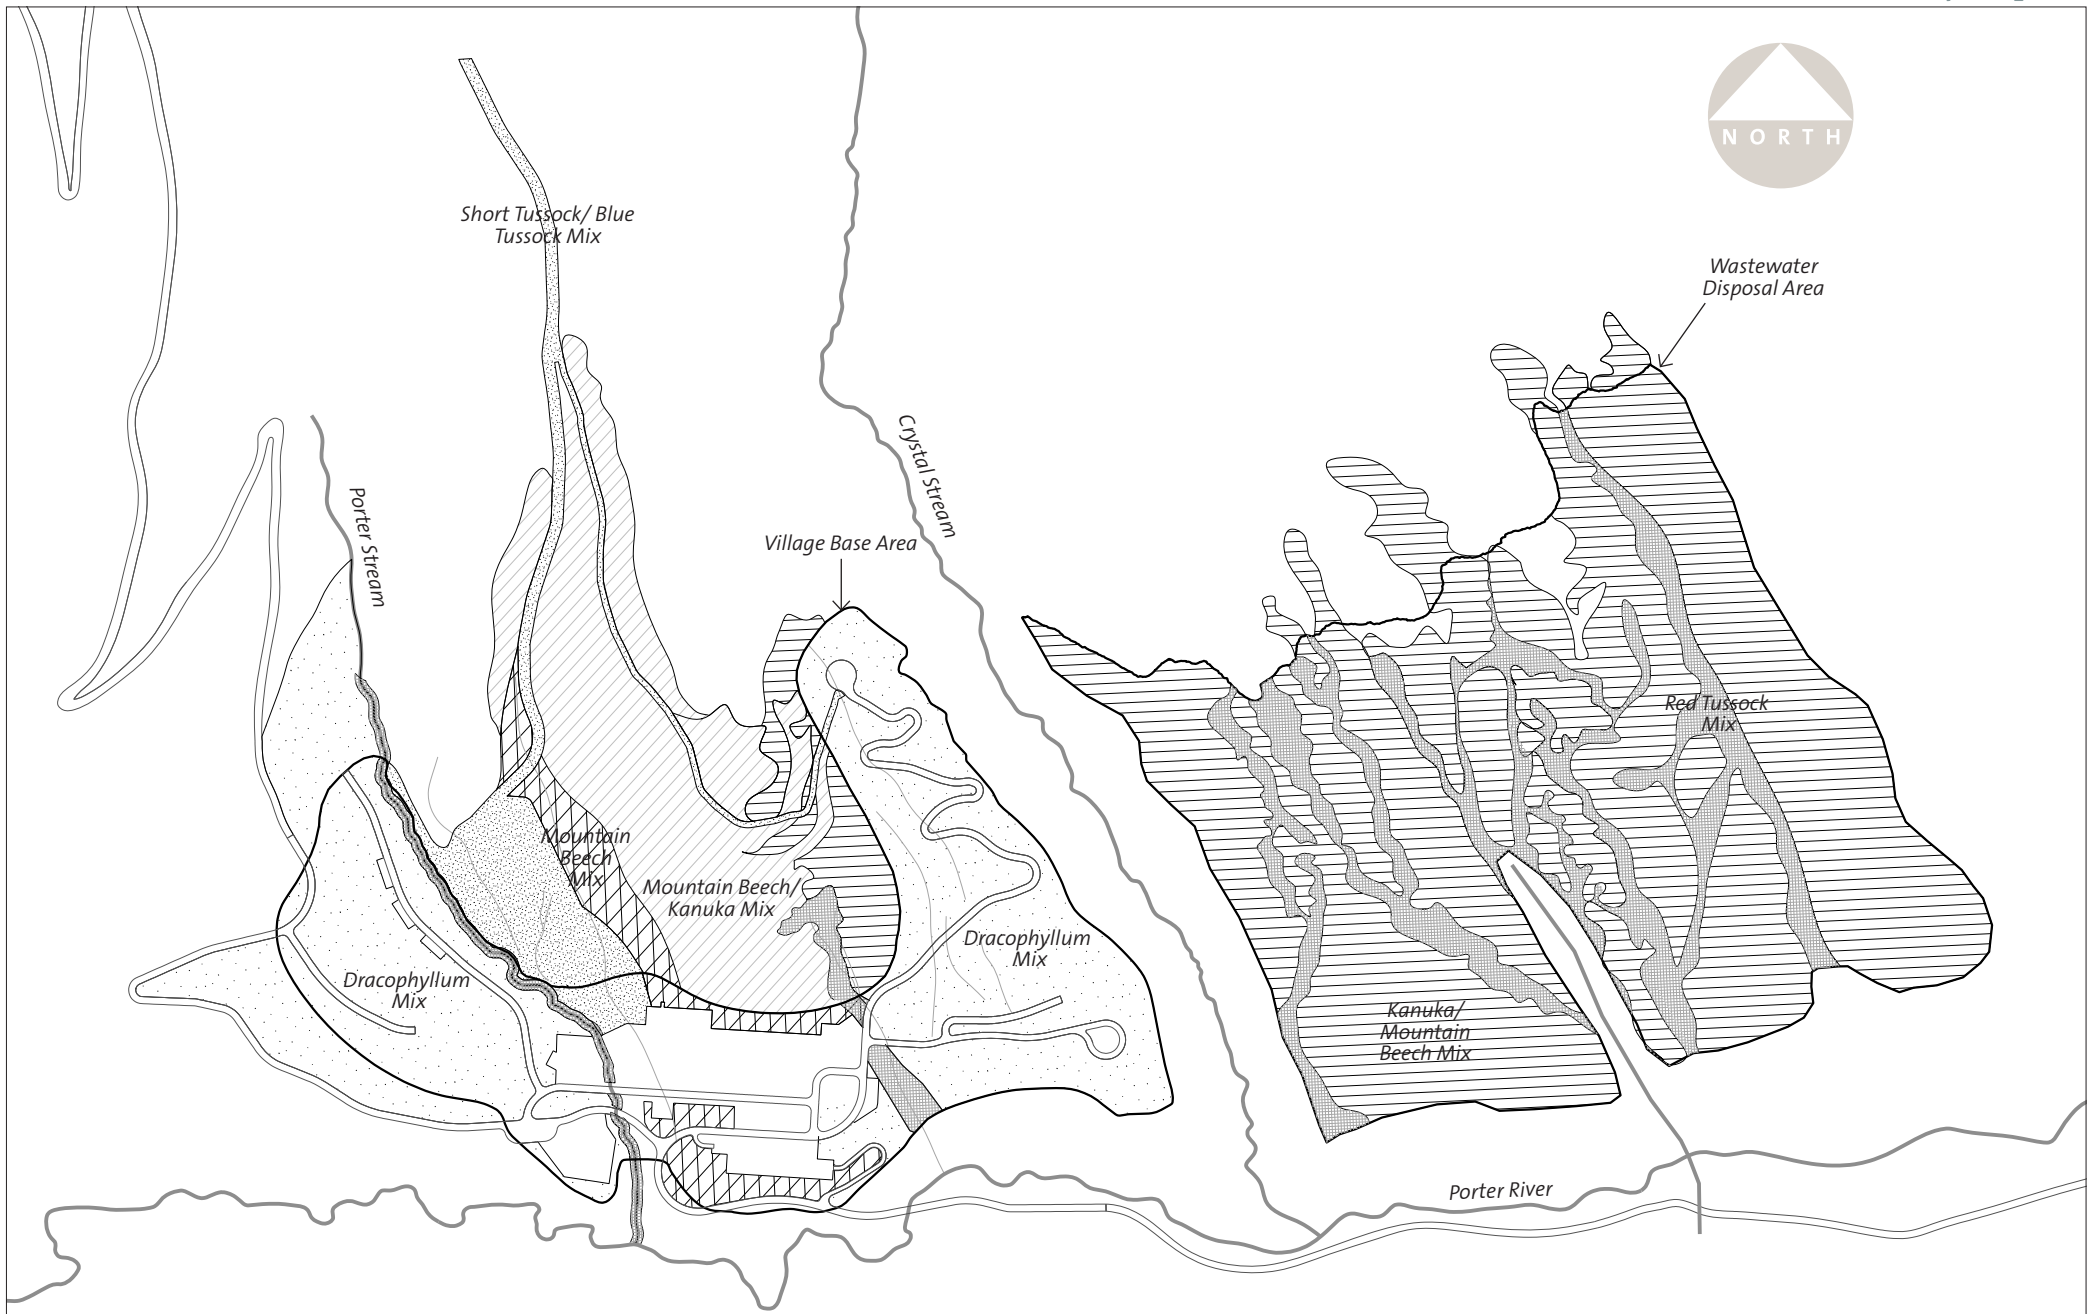 NORTH
Short Tussock/ Blue
Tussock Mix
Wastewater
Disposal Area
Crystal Stream
Porter Stream
Village Base Area
Red Tussock
Mix
Mountain
Beech
Mix
Mountain Beech/
Kanuka Mix
Dracophyllum
Mix
Dracophyllum
Mix
Kanuka/
Mountain
Beech Mix
Porter River